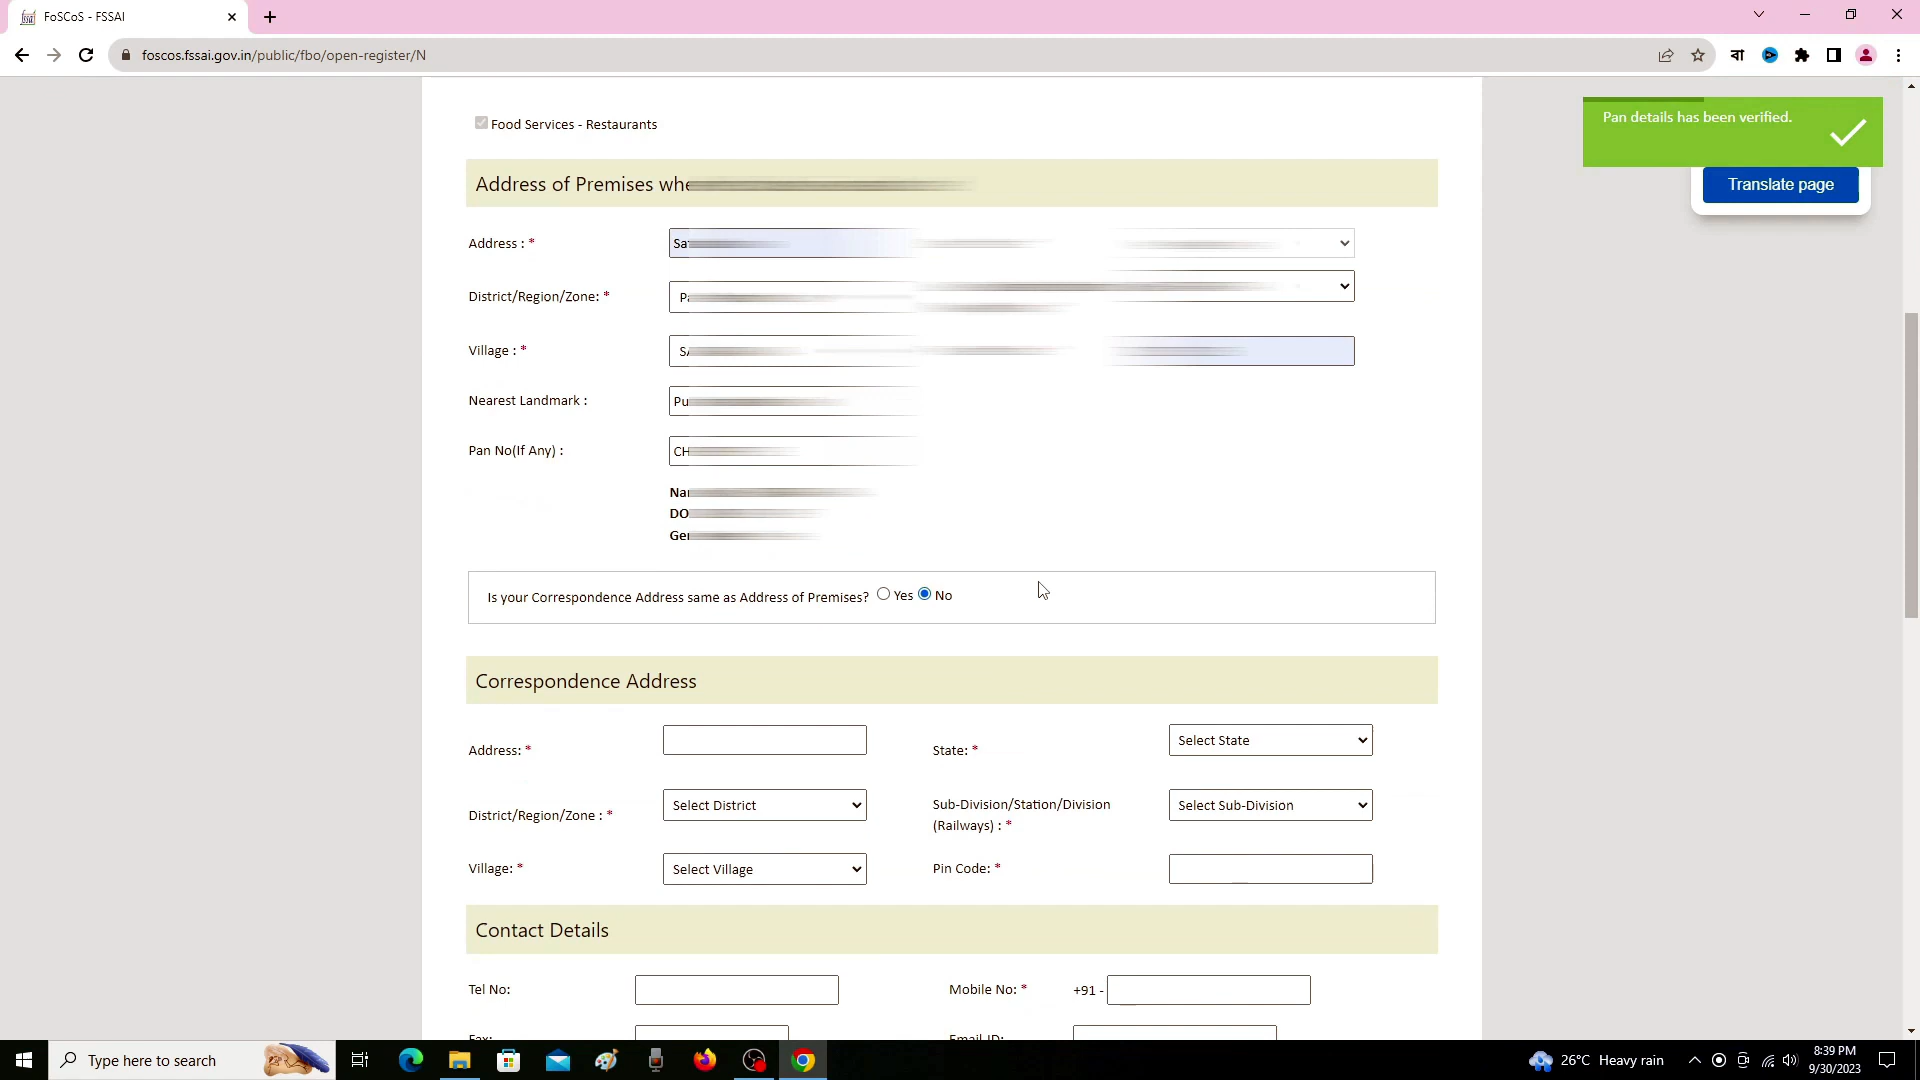 FoSCoS - FSSAI
foscos.fssai.gov.in/public/fbo/open-register/N
বা
Food Services - Restaurants
Pan details has been verified.
Translate page
Address of Premises
Address : *
District/Region/Zone: *
Village : *
Nearest Landmark :
Pan No(If Any) :
Is your Correspondence Address same as Address of Premises? Yes No
Correspondence Address
Address: * State: * Select State
District/Region/Zone : * Select District Sub-Division/Station/Division (Railways) : * Select Sub-Division
Village: * Select Village Pin Code: *
Contact Details
Tel No: Mobile No: * +91 -
Fax: Email ID:
Type here to search
26°C Heavy rain
8:39 PM
9/30/2023